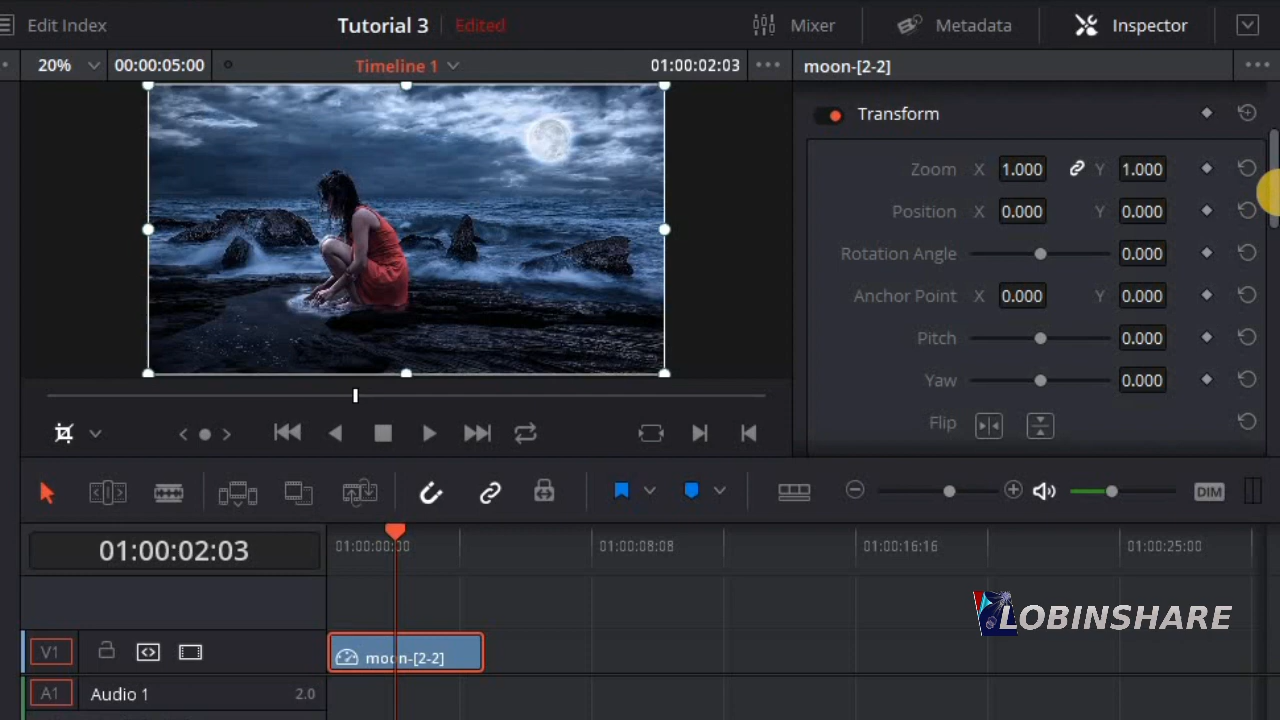 Edit Index Tutorial 3 Edited Mixer Metadata Inspector
20% 00:00:05:00 Timeline 1 01:00:02:03 moon-[2-2]
Transform
Zoom X 1.000 Y 1.000
Position X 0.000 Y 0.000
Rotation Angle 0.000
Anchor Point X 0.000 Y 0.000
Pitch 0.000
Yaw 0.000
Flip
DIM
01:00:02:03 01:00:00:00 01:00:08:08 01:00:16:16 01:00:25:00
LOBINSHARE
V1 moon-[2-2]
A1 Audio 1 2.0